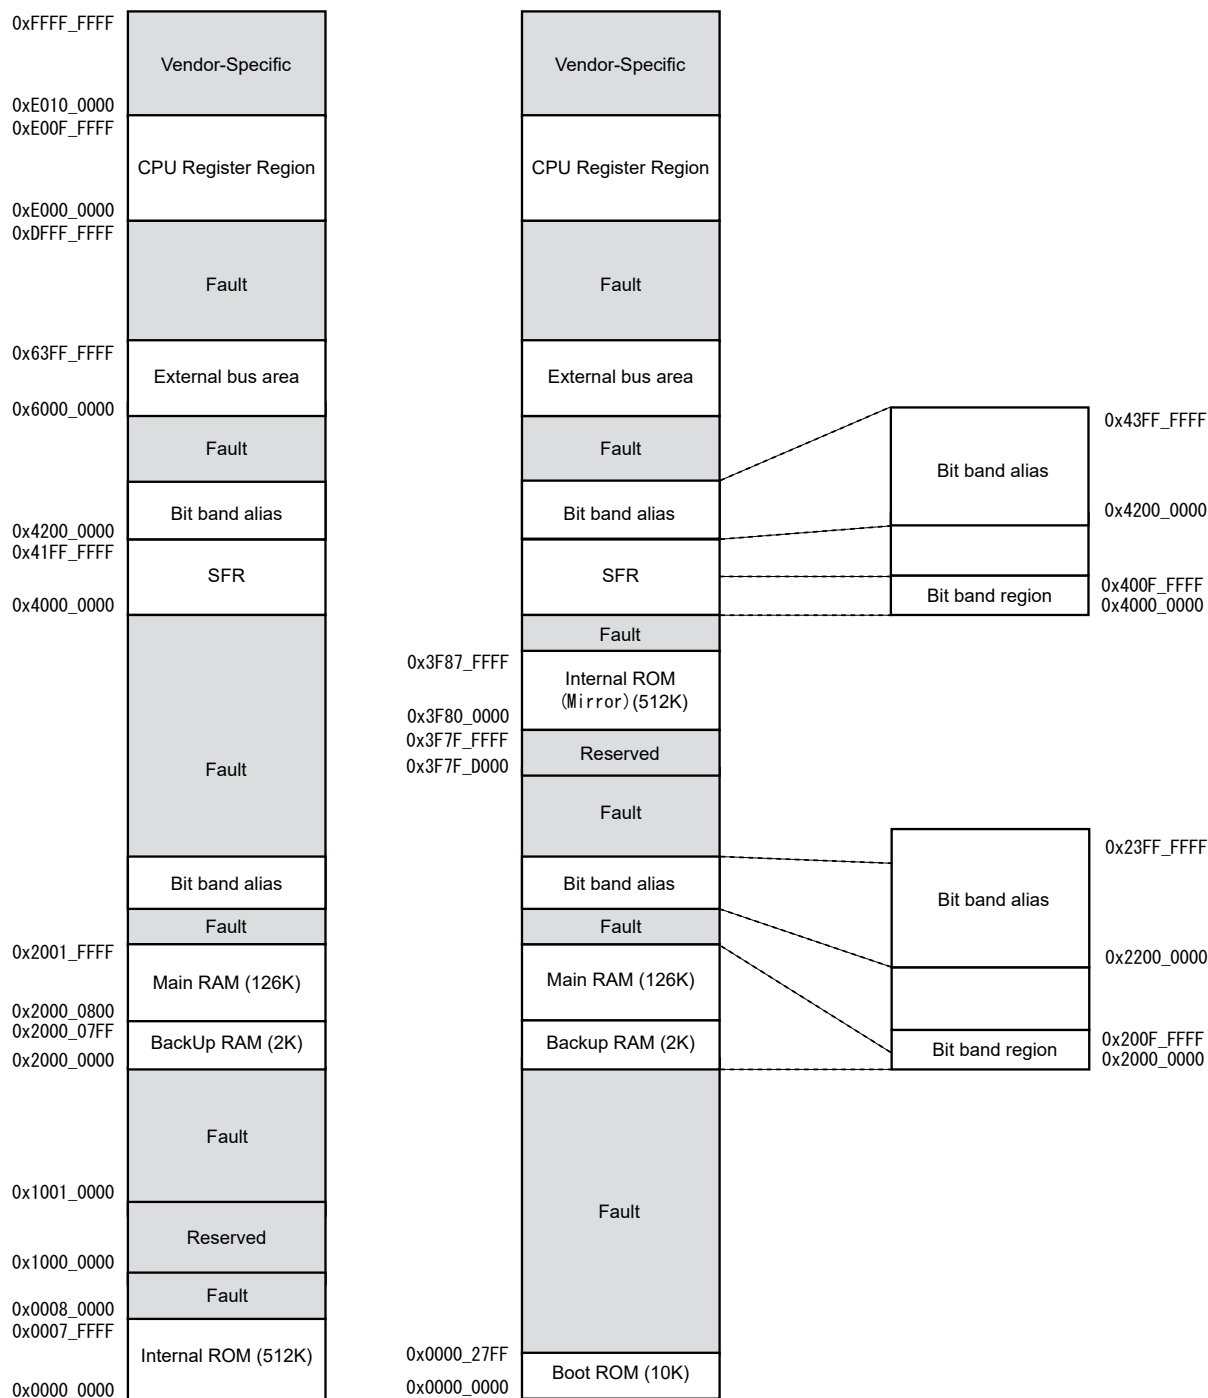 0xFFFF_FFFF
Vendor-Specific
0xE010_0000
0xE00F_FFFF
CPU Register Region
0xE000_0000
0xDFFF_FFFF
Fault
0x63FF_FFFF
External bus area
0x6000_0000
Fault
Bit band alias
0x4200_0000
0x41FF_FFFF
SFR
0x4000_0000
Fault
Bit band alias
Fault
0x2001_FFFF
Main RAM (126K)
0x2000_0800
0x2000_07FF
BackUp RAM (2K)
0x2000_0000
Fault
0x1001_0000
Reserved
0x1000_0000
Fault
0x0008_0000
0x0007_FFFF
Internal ROM (512K)
0x0000_0000
Vendor-Specific
CPU Register Region
Fault
External bus area
Fault
Bit band alias
SFR
Fault
0x3F87_FFFF
Internal ROM
(Mirror)(512K)
0x3F80_0000
0x3F7F_FFFF
Reserved
0x3F7F_D000
Fault
Bit band alias
Fault
Main RAM (126K)
Backup RAM (2K)
Fault
0x0000_27FF
Boot ROM (10K)
0x0000_0000
0x43FF_FFFF
Bit band alias
0x4200_0000
0x400F_FFFF
Bit band region
0x4000_0000
0x23FF_FFFF
Bit band alias
0x2200_0000
0x200F_FFFF
Bit band region
0x2000_0000